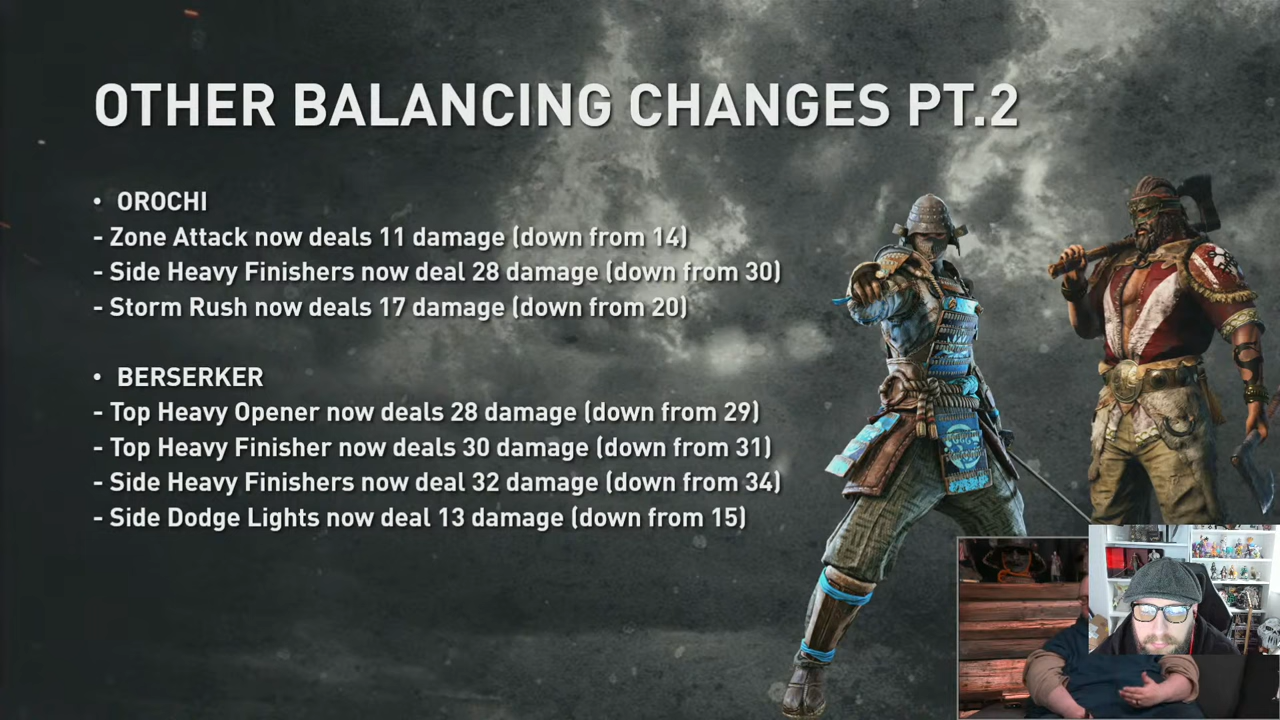 OTHER BALANCING CHANGES PT.2
• OROCHI
- Zone Attack now deals 11 damage (down from 14)
- Side Heavy Finishers now deal 28 damage (down from 30)
- Storm Rush now deals 17 damage (down from 20)
• BERSERKER
- Top Heavy Opener now deals 28 damage (down from 29)
- Top Heavy Finisher now deals 30 damage (down from 31)
- Side Heavy Finishers now deal 32 damage (down from 34)
- Side Dodge Lights now deal 13 damage (down from 15)